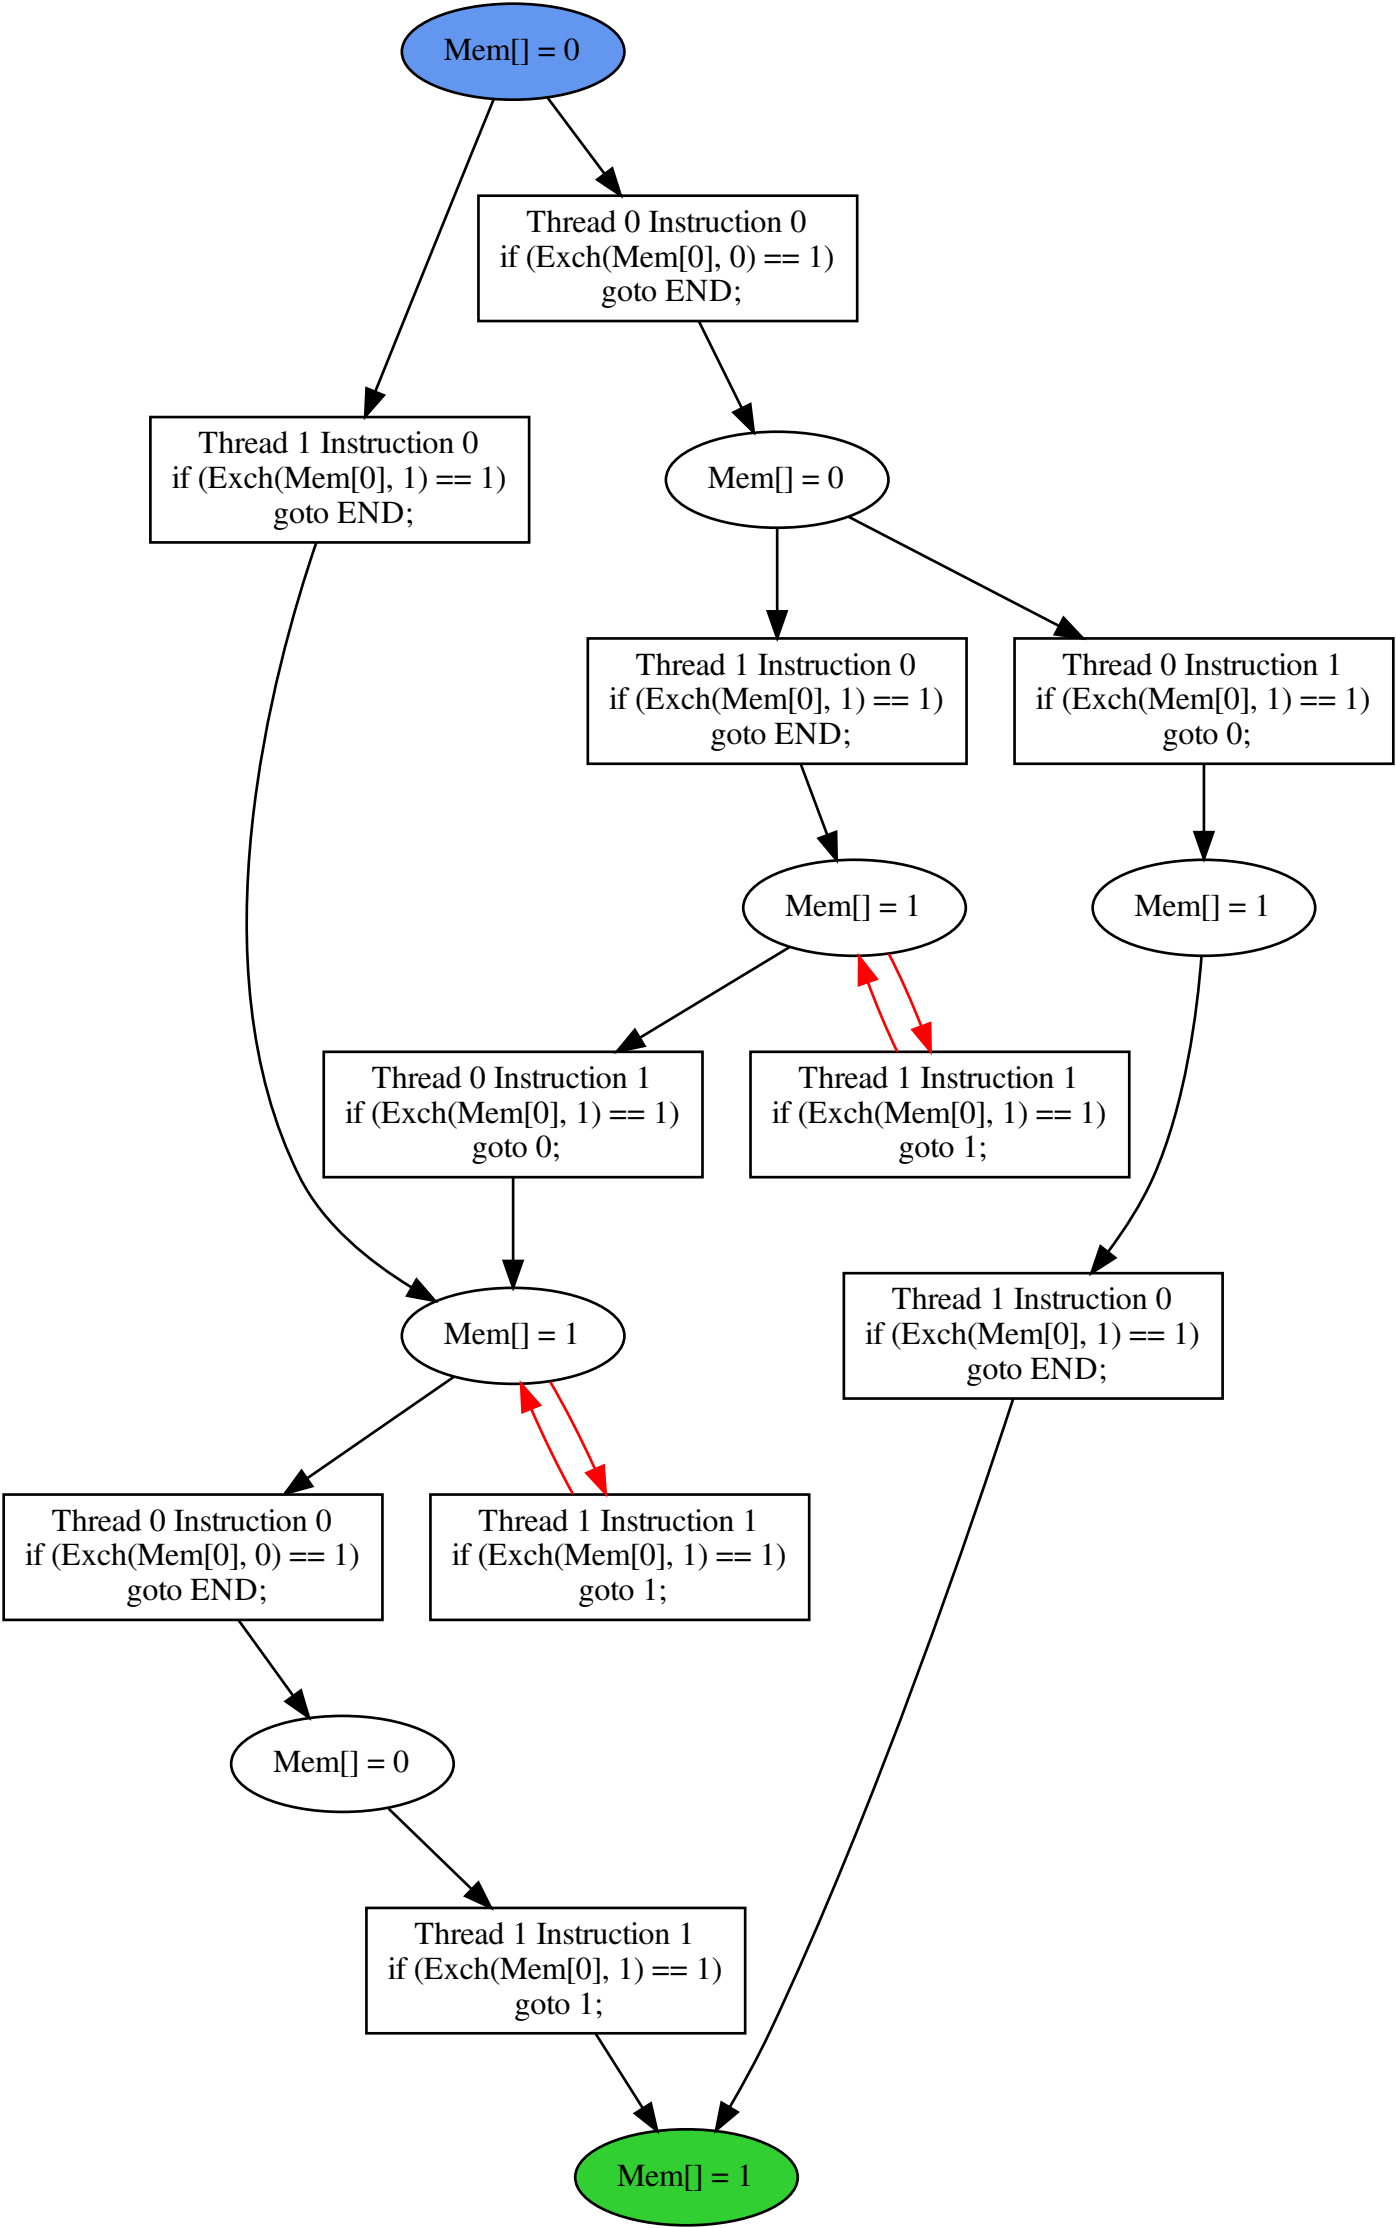 Mem[] = 0
Thread 0 Instruction 0
if (Exch(Mem[0], 0) == 1)
goto END;
Thread 1 Instruction 0
if (Exch(Mem[0], 1) == 1)
goto END;
Mem[] = 0
Thread 1 Instruction 0
if (Exch(Mem[0], 1) == 1)
goto END;
Thread 0 Instruction 1
if (Exch(Mem[0], 1) == 1)
goto 0;
Mem[] = 1
Mem[] = 1
Thread 0 Instruction 1
if (Exch(Mem[0], 1) == 1)
goto 0;
Thread 1 Instruction 1
if (Exch(Mem[0], 1) == 1)
goto 1;
Mem[] = 1
Thread 1 Instruction 0
if (Exch(Mem[0], 1) == 1)
goto END;
Thread 0 Instruction 0
if (Exch(Mem[0], 0) == 1)
goto END;
Thread 1 Instruction 1
if (Exch(Mem[0], 1) == 1)
goto 1;
Mem[] = 0
Thread 1 Instruction 1
if (Exch(Mem[0], 1) == 1)
goto 1;
Mem[] = 1